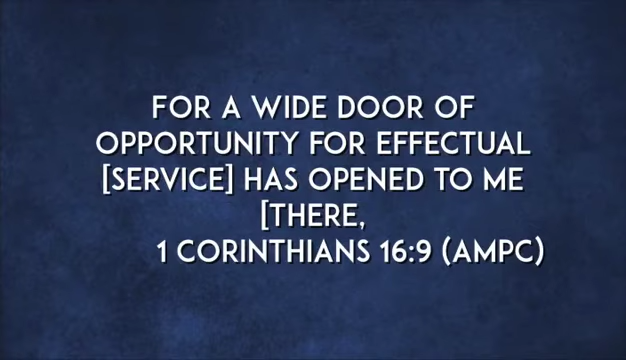 FOR A WIDE DOOR OF
OPPORTUNITY FOR EFFECTUAL
[SERVICE] HAS OPENED TO ME
[THERE,
1 CORINTHIANS 16:9 (AMPC)